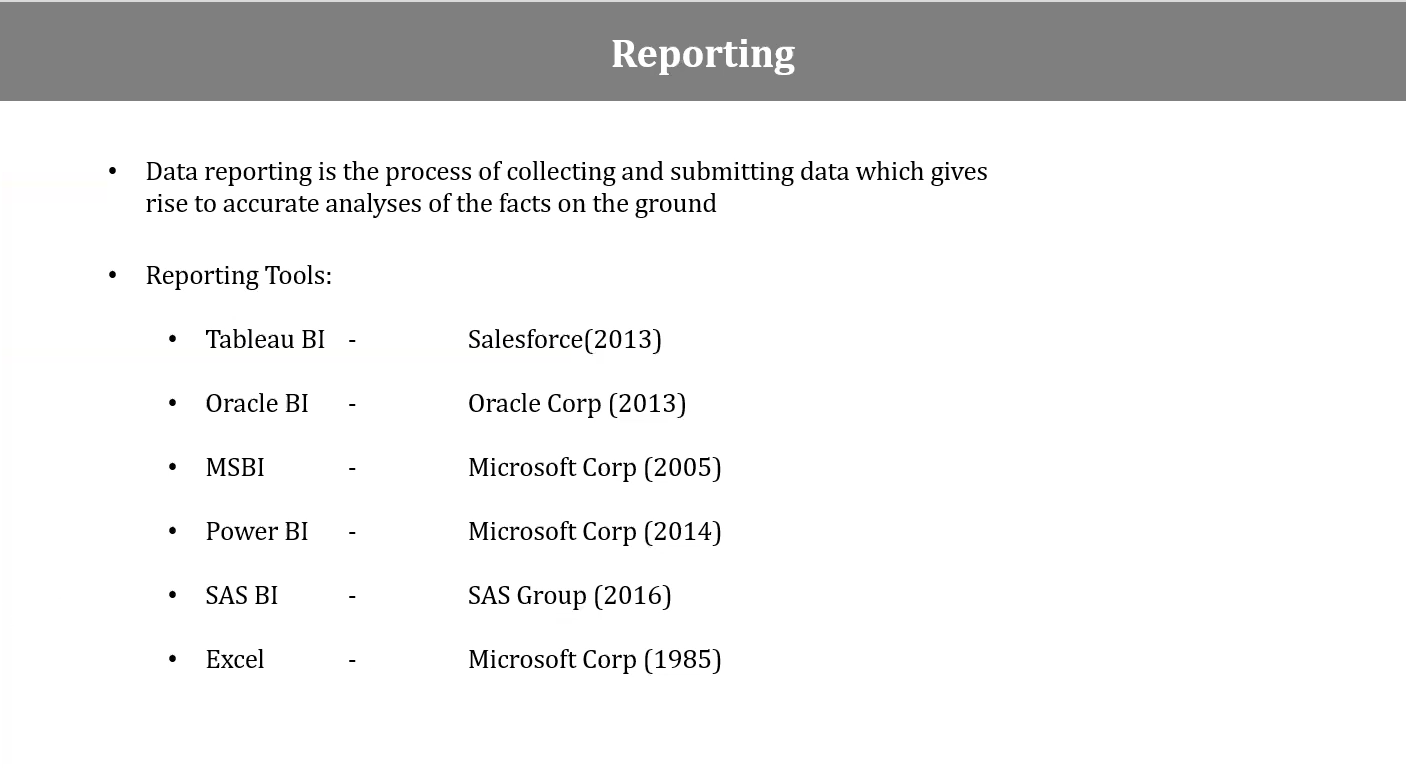 Reporting
• Data reporting is the process of collecting and submitting data which gives
rise to accurate analyses of the facts on the ground
• Reporting Tools:
• Tableau BI - Salesforce(2013)
• Oracle BI - Oracle Corp (2013)
• MSBI - Microsoft Corp (2005)
• Power BI - Microsoft Corp (2014)
• SAS BI - SAS Group (2016)
• Excel - Microsoft Corp (1985)